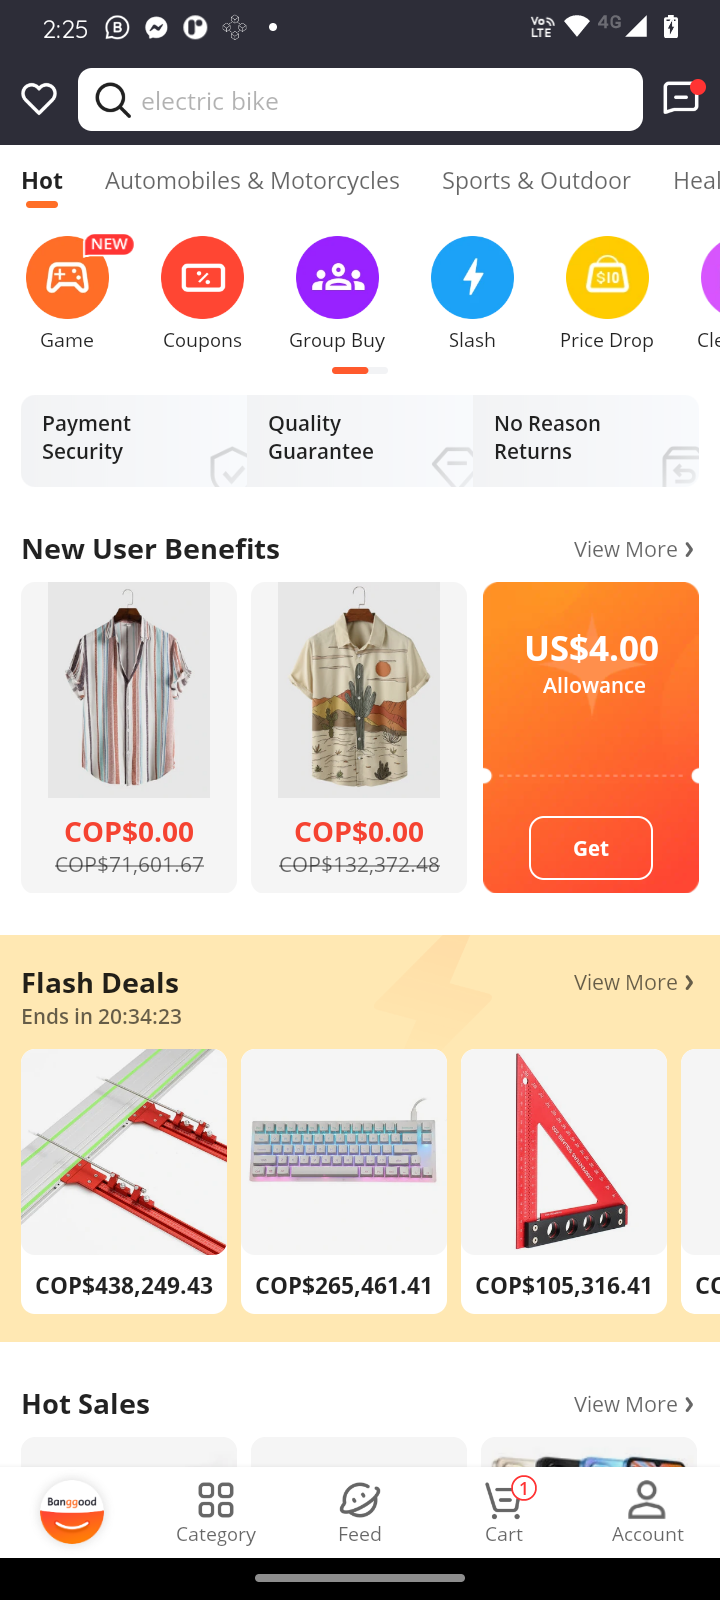 2:25
Vo)) LTE
4G
electric bike
Hot
Automobiles & Motorcycles
Sports & Outdoor
Heal
NEW
$10
Game
Coupons
Group Buy
Slash
Price Drop
Cle
Payment
Security
Quality
Guarantee
No Reason
Returns
New User Benefits
View More
US$4.00
Allowance
COP$0.00
COP$71,601.67
COP$0.00
COP$132,372.48
Get
Flash Deals
View More
Ends in 20:34:23
COP$438,249.43
COP$265,461.41
COP$105,316.41
CO
Hot Sales
View More
Banggood
Category
Feed
1
Cart
Account